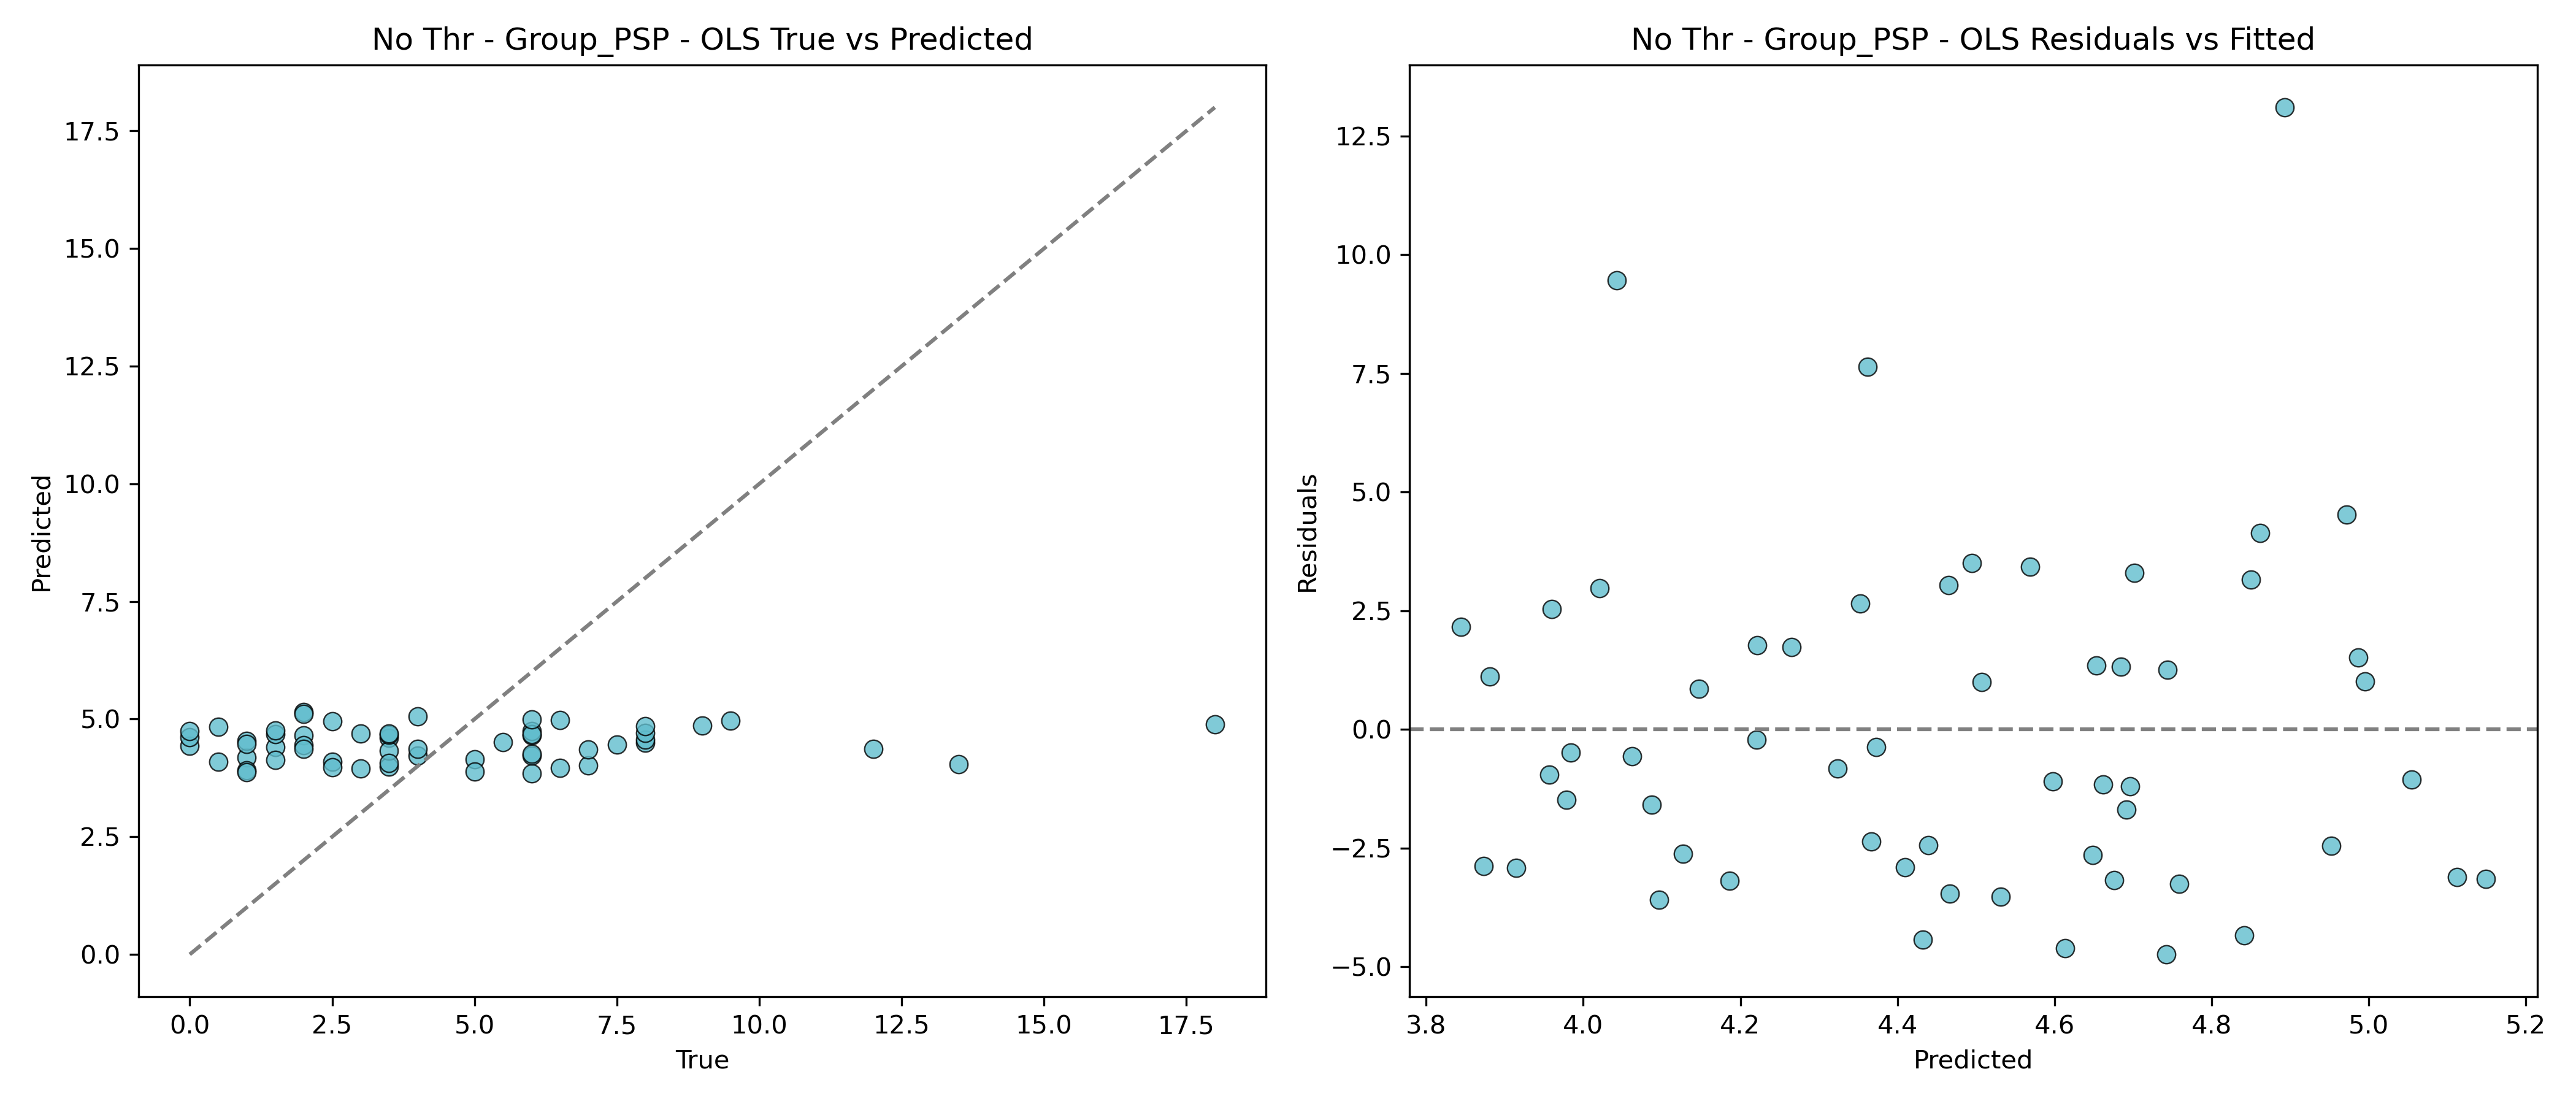 No Thr - Group_PSP - OLS True vs Predicted
17.5
15.0
12.5
10.0
7.5
5.0
2.5
0.0
Predicted
0.0 2.5 5.0 7.5 10.0 12.5 15.0 17.5
True
No Thr - Group_PSP - OLS Residuals vs Fitted
12.5
10.0
7.5
5.0
2.5
0.0
−2.5
−5.0
Residuals
3.8 4.0 4.2 4.4 4.6 4.8 5.0 5.2
Predicted